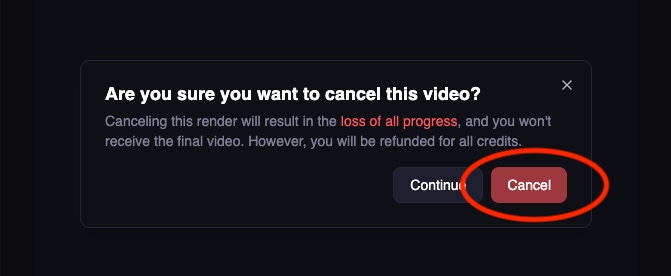 Are you sure you want to cancel this video?
Canceling this render will result in the loss of all progress, and you won't
receive the final video. However, you will be refunded for all credits.
Continue
Cancel